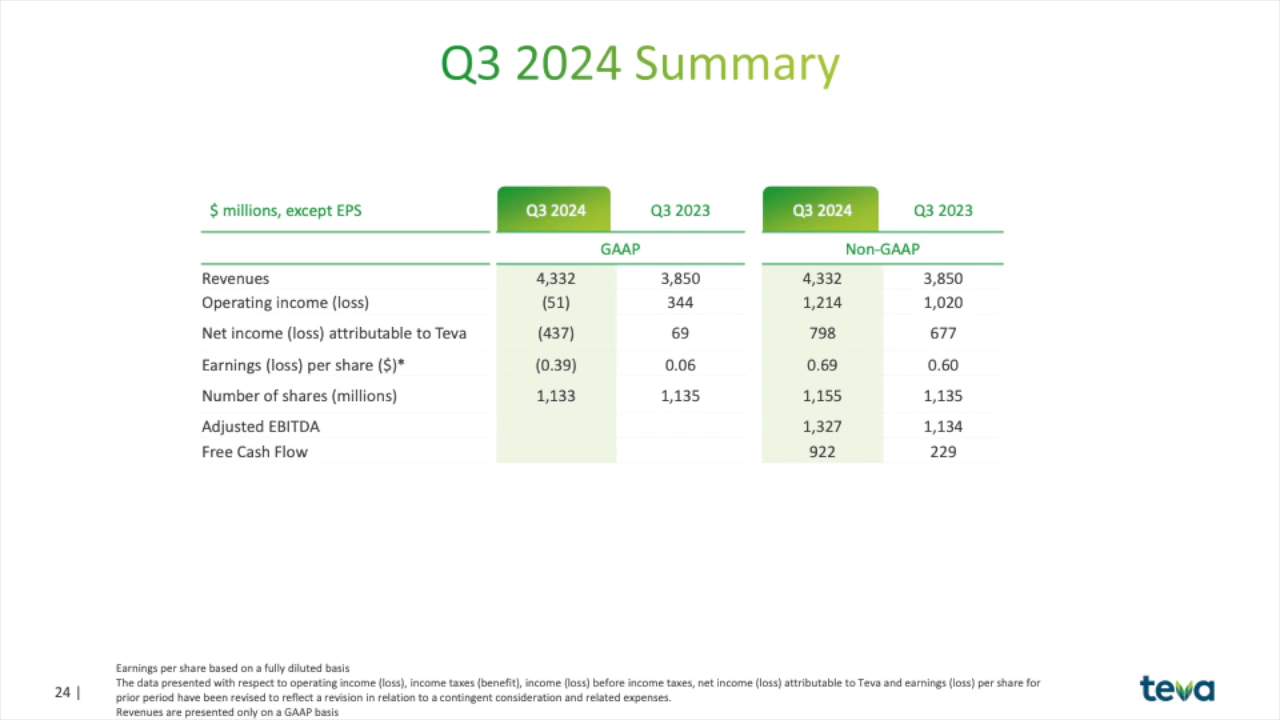 Q3 2024 Summary
$ millions, except EPS Q3 2024 Q3 2023 Q3 2024 Q3 2023
GAAP Non-GAAP
Revenues 4,332 3,850 4,332 3,850
Operating income (loss) (51) 344 1,214 1,020
Net income (loss) attributable to Teva (437) 69 798 677
Earnings (loss) per share ($)* (0.39) 0.06 0.69 0.60
Number of shares (millions) 1,133 1,135 1,155 1,135
Adjusted EBITDA 1,327 1,134
Free Cash Flow 922 229
Earnings per share based on a fully diluted basis
The data presented with respect to operating income (loss), income taxes (benefit), income (loss) before income taxes, net income (loss) attributable to Teva and earnings (loss) per share for
prior period have been revised to reflect a revision in relation to a contingent consideration and related expenses.
Revenues are presented only on a GAAP basis
24 |
teva